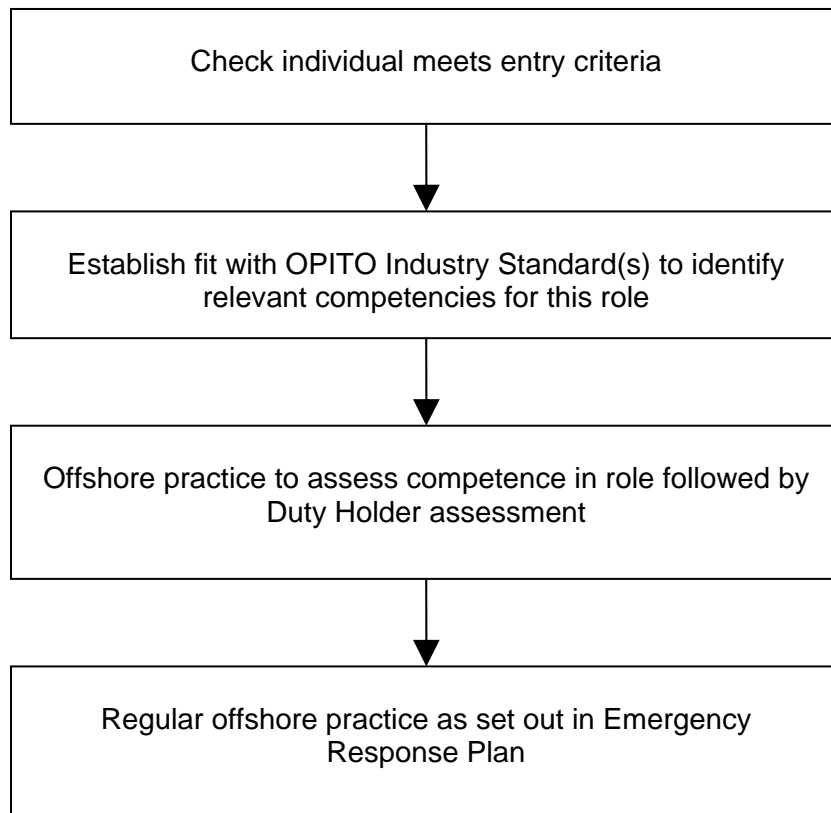 Check individual meets entry criteria
Establish fit with OPITO Industry Standard(s) to identify
relevant competencies for this role
Offshore practice to assess competence in role followed by
Duty Holder assessment
Regular offshore practice as set out in Emergency
Response Plan